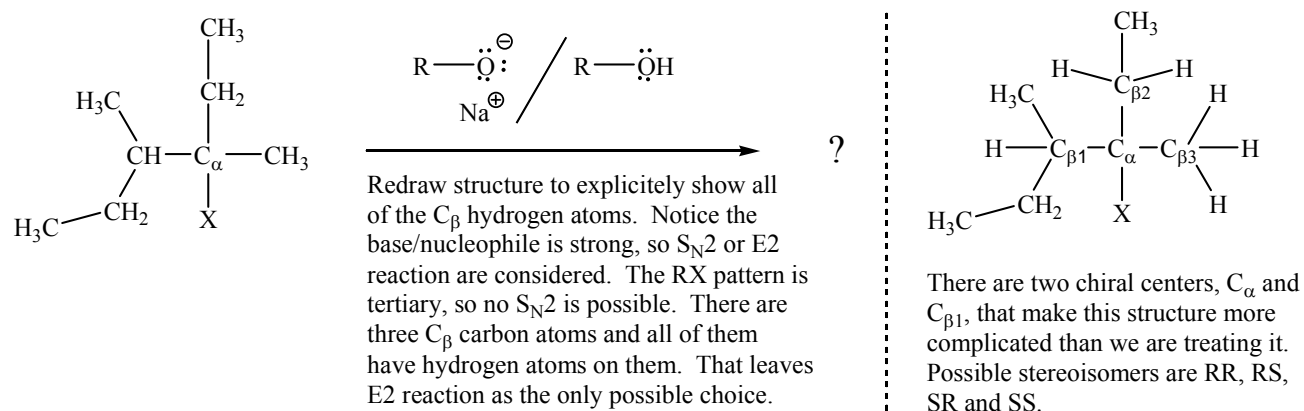 CH₃
CH₂
H₃C
CH
Cα
CH₃
H₃C
CH₂
X
R
O
⊖
Na⊕
R
OH
Redraw structure to explicitely show all
of the Cβ hydrogen atoms. Notice the
base/nucleophile is strong, so SN2 or E2
reaction are considered. The RX pattern is
tertiary, so no SN2 is possible. There are
three Cβ carbon atoms and all of them
have hydrogen atoms on them. That leaves
E2 reaction as the only possible choice.
?
CH₃
H
Cβ2
H
H₃C
H
H
Cβ1
Cα
Cβ3
H
H₃C
CH₂
X
H
There are two chiral centers, Cα and
Cβ1, that make this structure more
complicated than we are treating it.
Possible stereoisomers are RR, RS,
SR and SS.